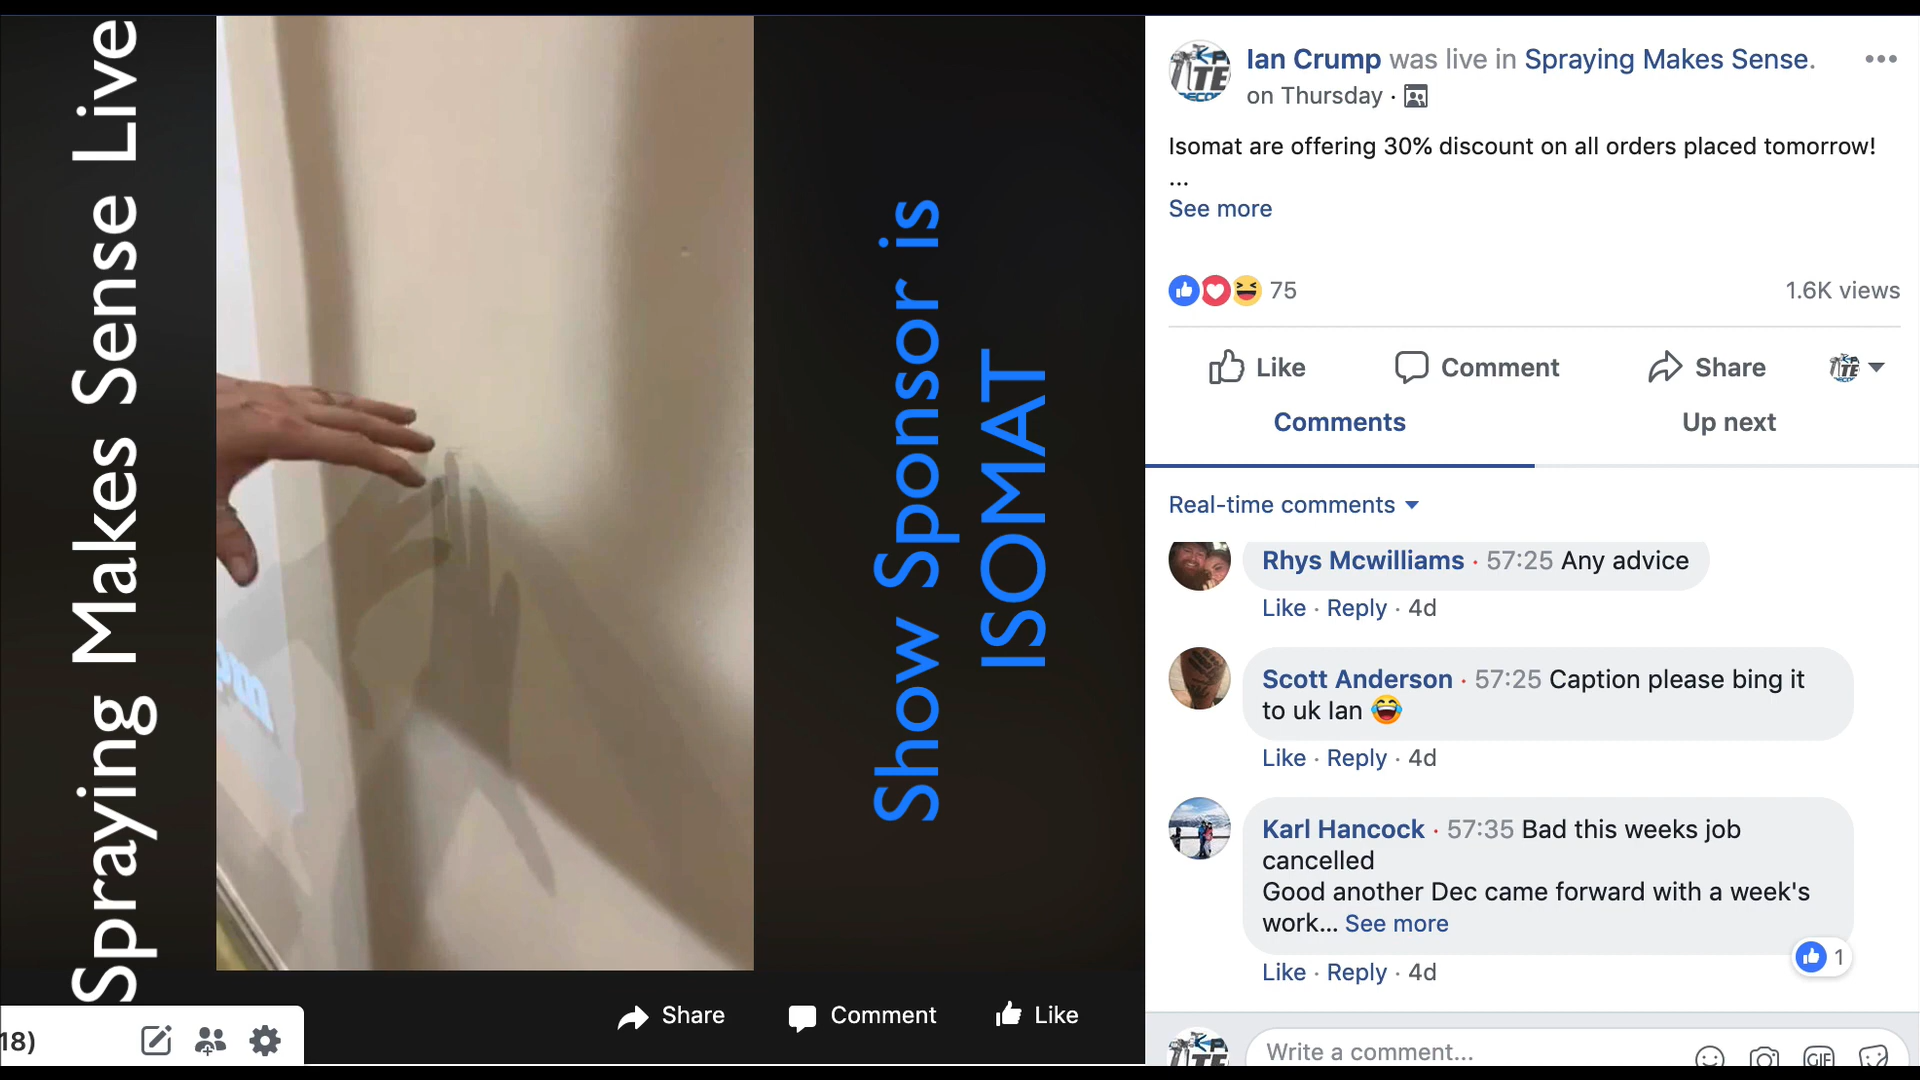 Spraying Makes Sense Live
Show Sponsor is
ISOMAT
Share
Comment
Like
18)
Ian Crump was live in Spraying Makes Sense.
on Thursday ·
Isomat are offering 30% discount on all orders placed tomorrow!
...
See more
75
1.6K views
Like
Comment
Share
Comments
Up next
Real-time comments
Rhys Mcwilliams · 57:25 Any advice
Like · Reply · 4d
Scott Anderson · 57:25 Caption please bing it
to uk Ian 😂
Like · Reply · 4d
Karl Hancock · 57:35 Bad this weeks job
cancelled
Good another Dec came forward with a week's
work... See more
1
Like · Reply · 4d
Write a comment...
GIF